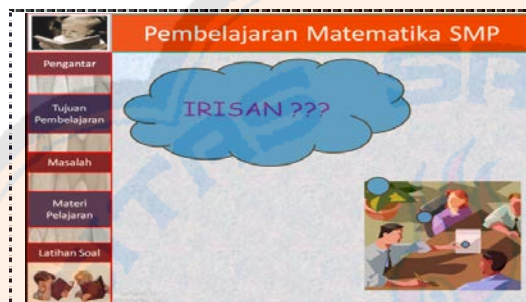 Pembelajaran Matematika SMP
Pengantar
Tujuan
Pembelajaran
Masalah
Materi
Pelajaran
Latihan Soal
IRISAN ???